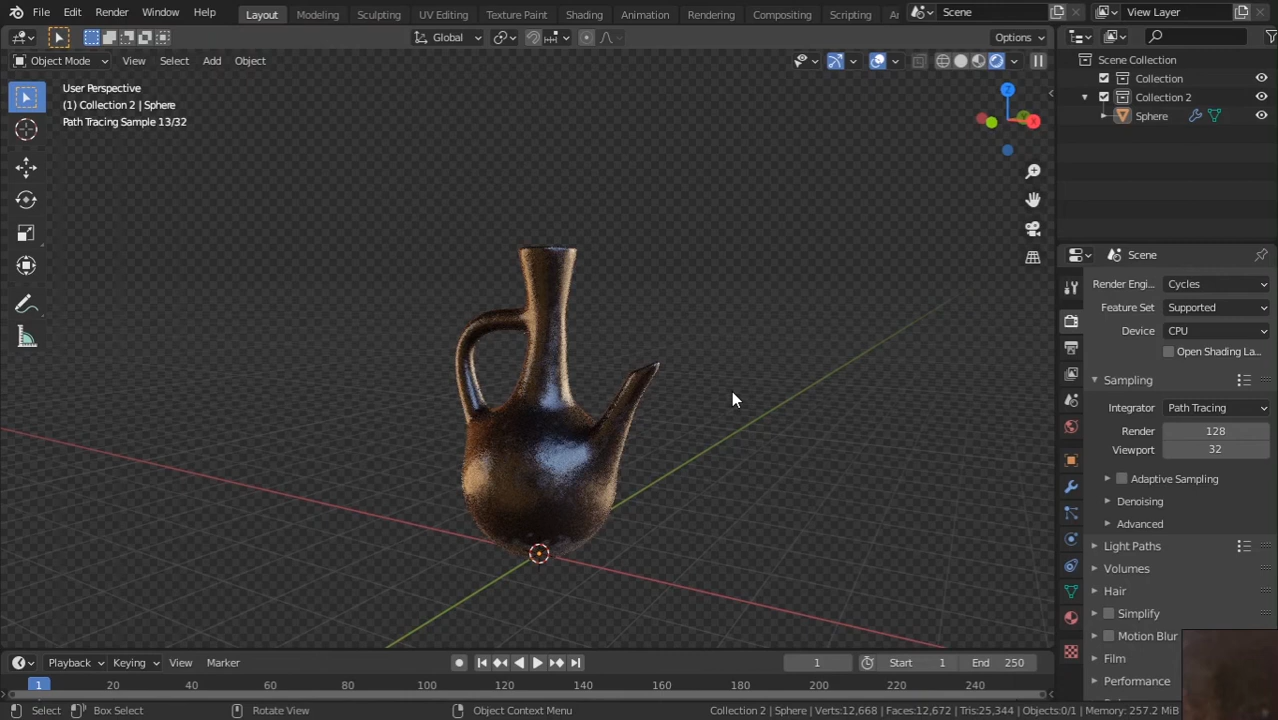 File Edit Render Window Help Layout Modeling Sculpting UV Editing Texture Paint Shading Animation Rendering Compositing Scripting Scene View Layer
Global Options
Object Mode View Select Add Object
User Perspective
(1) Collection 2 | Sphere
Path Tracing Sample 13/32
Z
X
Scene Collection
Collection
Collection 2
Sphere
Scene
Render Engi... Cycles
Feature Set Supported
Device CPU
Open Shading La...
Sampling
Integrator Path Tracing
Render 128
Viewport 32
Adaptive Sampling
Denoising
Advanced
Light Paths
Volumes
Hair
Simplify
Motion Blur
Film
Performance
Playback Keying View Marker 1 Start 1 End 250
1 20 40 60 80 100 120 140 160 180 200 220 240
Select Box Select Rotate View Object Context Menu Collection 2 | Sphere | Verts:12,668 | Faces:12,672 | Tris:25,344 | Objects:0/1 | Memory: 257.2 MiB